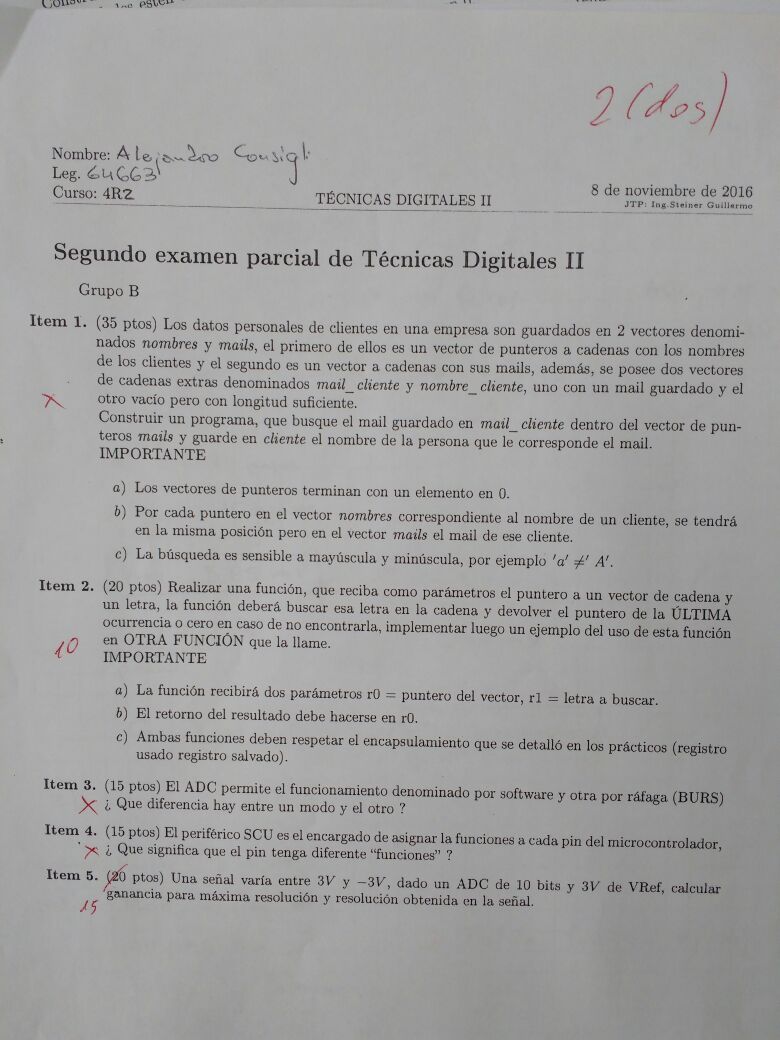 2 (dos)
Nombre: Alejandro Consigli
Leg. 64663
Curso: 4R2
TÉCNICAS DIGITALES II
8 de noviembre de 2016
JTP: Ing.Steiner Guillermo
Segundo examen parcial de Técnicas Digitales II
Grupo B
Item 1. (35 ptos) Los datos personales de clientes en una empresa son guardados en 2 vectores denomi-
nados nombres y mails, el primero de ellos es un vector de punteros a cadenas con los nombres
de los clientes y el segundo es un vector a cadenas con sus mails, además, se posee dos vectores
de cadenas extras denominados mail_cliente y nombre_cliente, uno con un mail guardado y el
otro vacío pero con longitud suficiente.
Construir un programa, que busque el mail guardado en mail_cliente dentro del vector de pun-
teros mails y guarde en cliente el nombre de la persona que le corresponde el mail.
IMPORTANTE
a) Los vectores de punteros terminan con un elemento en 0.
b) Por cada puntero en el vector nombres correspondiente al nombre de un cliente, se tendrá
en la misma posición pero en el vector mails el mail de ese cliente.
c) La búsqueda es sensible a mayúscula y minúscula, por ejemplo 'a' ≠' A'.
Item 2. (20 ptos) Realizar una función, que reciba como parámetros el puntero a un vector de cadena y
un letra, la función deberá buscar esa letra en la cadena y devolver el puntero de la ÚLTIMA
ocurrencia o cero en caso de no encontrarla, implementar luego un ejemplo del uso de esta función
en OTRA FUNCIÓN que la llame.
10
IMPORTANTE
a) La función recibirá dos parámetros r0 = puntero del vector, r1 = letra a buscar.
b) El retorno del resultado debe hacerse en r0.
c) Ambas funciones deben respetar el encapsulamiento que se detalló en los prácticos (registro
usado registro salvado).
Item 3. (15 ptos) El ADC permite el funcionamiento denominado por software y otra por ráfaga (BURS)
¿ Que diferencia hay entre un modo y el otro ?
Item 4. (15 ptos) El periférico SCU es el encargado de asignar la funciones a cada pin del microcontrolador,
¿ Que significa que el pin tenga diferente “funciones” ?
Item 5. (20 ptos) Una señal varía entre 3V y −3V, dado un ADC de 10 bits y 3V de VRef, calcular
ganancia para máxima resolución y resolución obtenida en la señal.
15